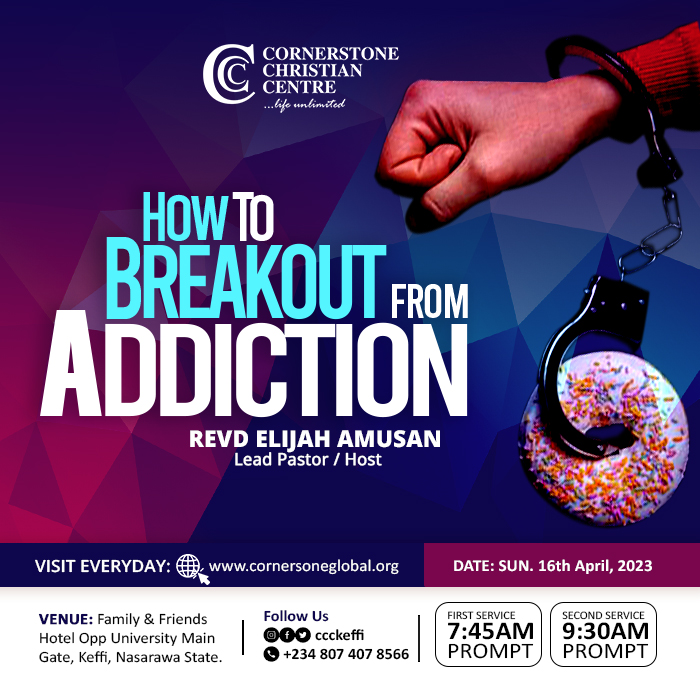 CCC
CORNERSTONE
CHRISTIAN
CENTRE
...life unlimited
HOW TO
BREAKOUT FROM
ADDICTION
REVD ELIJAH AMUSAN
Lead Pastor / Host
VISIT EVERYDAY: www.cornersoneglobal.org
DATE: SUN. 16th April, 2023
VENUE: Family & Friends
Hotel Opp University Main
Gate, Keffi, Nasarawa State.
Follow Us
ccckeffi
+234 807 407 8566
FIRST SERVICE
7:45AM
PROMPT
SECOND SERVICE
9:30AM
PROMPT